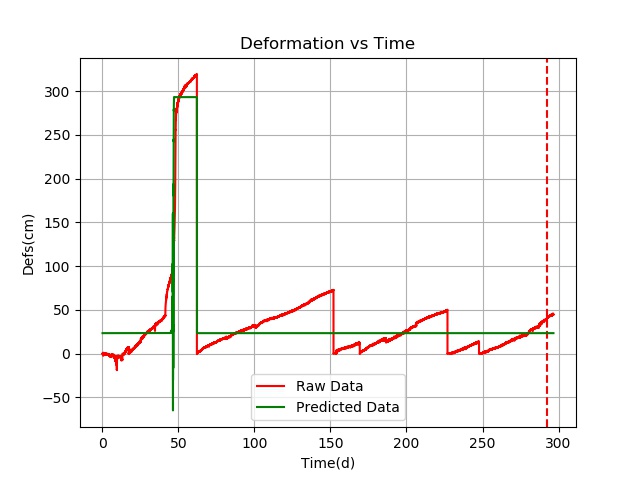 Deformation vs Time
Defs(cm)
300
250
200
150
100
50
0
−50
0 50 100 150 200 250 300
Time(d)
Raw Data
Predicted Data